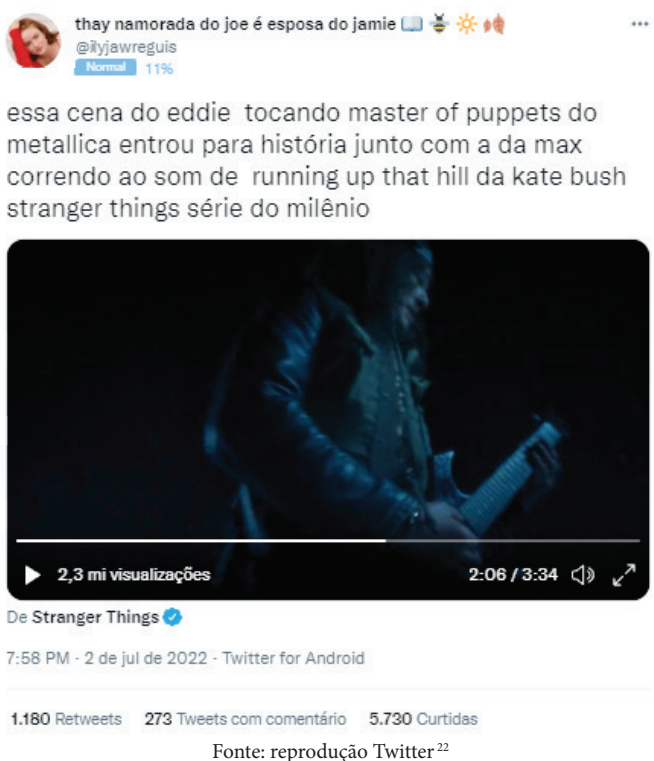 thay namorada do joe é esposa do jamie
@ilyjawreguis
Normal 11%
essa cena do eddie tocando master of puppets do
metallica entrou para história junto com a da max
correndo ao som de running up that hill da kate bush
stranger things série do milênio
2,3 mi visualizações 2:06 / 3:34
De Stranger Things
7:58 PM · 2 de jul de 2022 · Twitter for Android
1.180 Retweets 273 Tweets com comentário 5.730 Curtidas
Fonte: reprodução Twitter 22